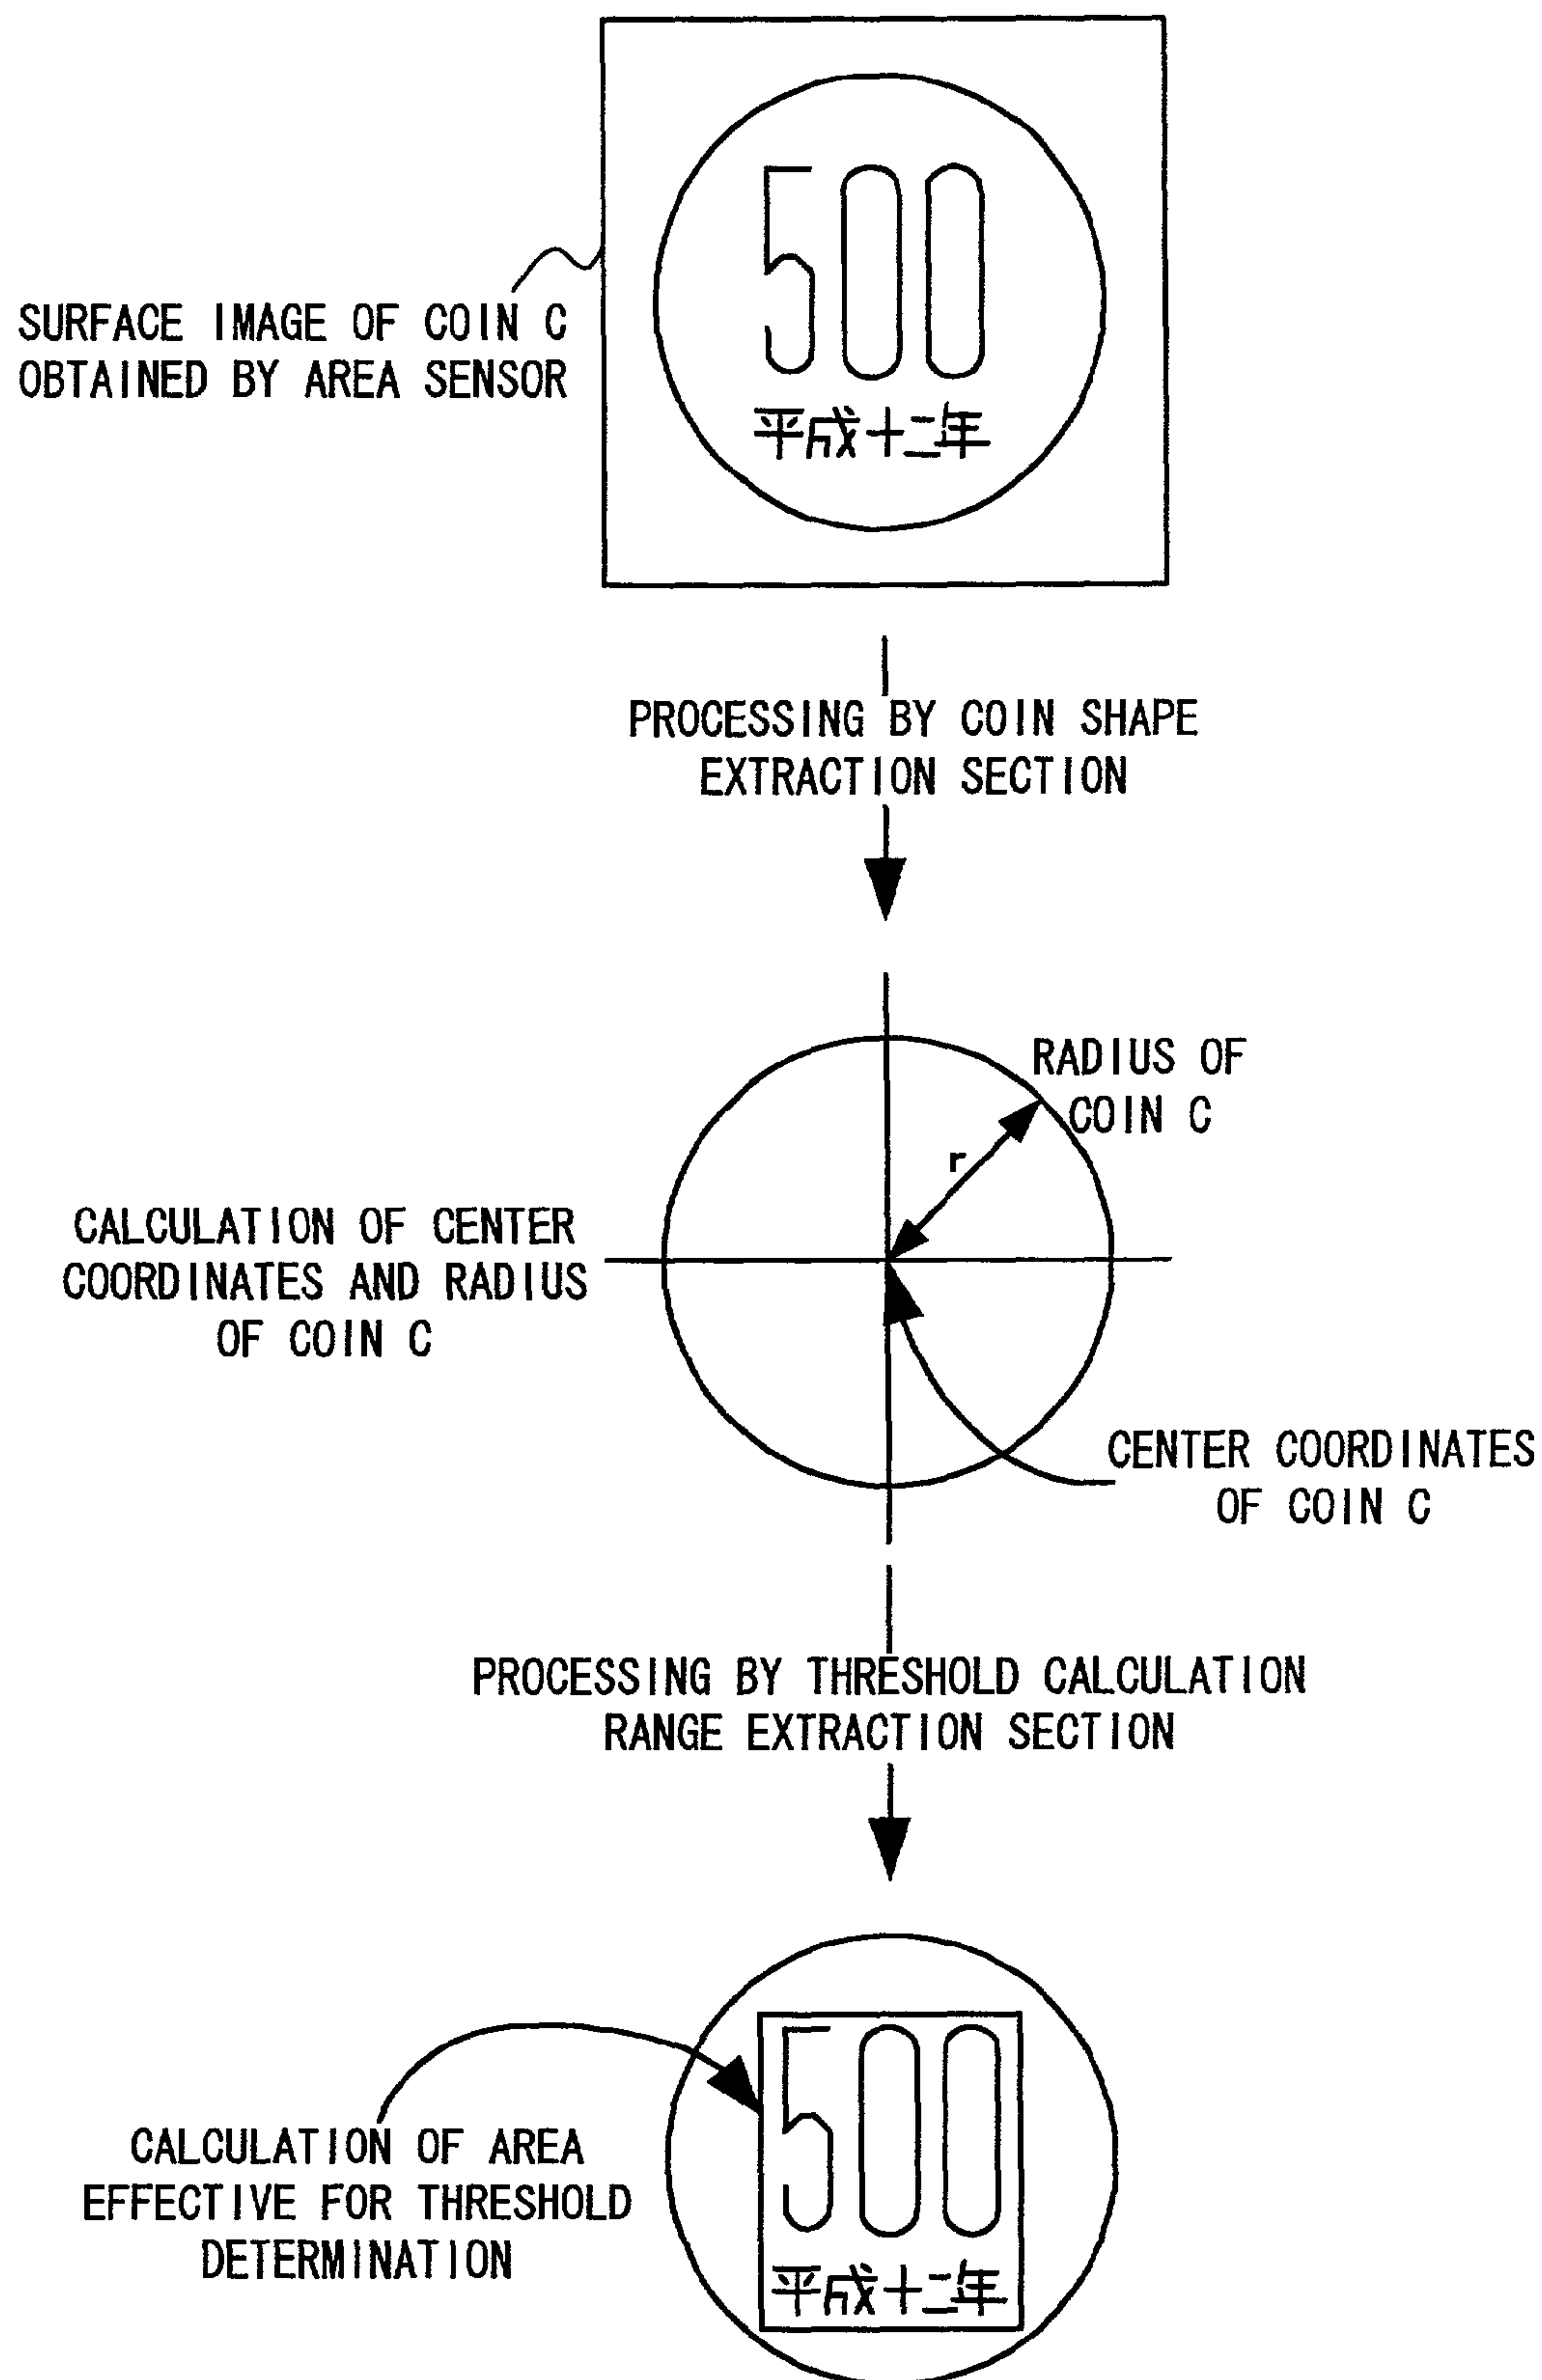 500
平成十二年
SURFACE IMAGE OF COIN C
OBTAINED BY AREA SENSOR
PROCESSING BY COIN SHAPE
EXTRACTION SECTION
RADIUS OF
COIN C
r
CALCULATION OF CENTER
COORDINATES AND RADIUS
OF COIN C
CENTER COORDINATES
OF COIN C
PROCESSING BY THRESHOLD CALCULATION
RANGE EXTRACTION SECTION
500
平成十二年
CALCULATION OF AREA
EFFECTIVE FOR THRESHOLD
DETERMINATION